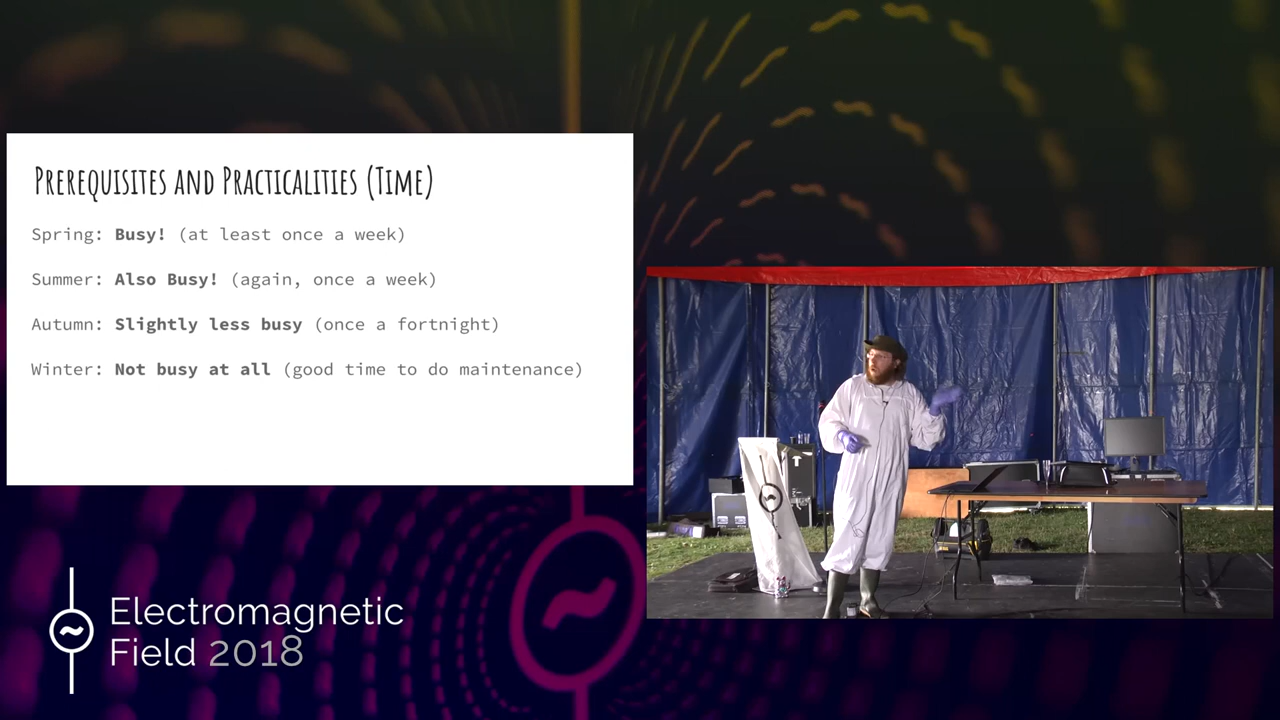 Prerequisites and Practicalities (Time)
Spring: Busy! (at least once a week)
Summer: Also Busy! (again, once a week)
Autumn: Slightly less busy (once a fortnight)
Winter: Not busy at all (good time to do maintenance)
Electromagnetic
Field 2018